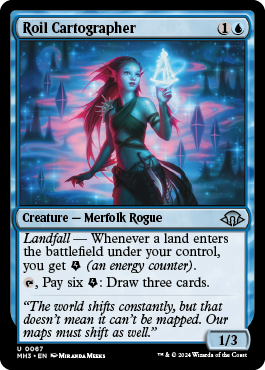 Roil Cartographer 1
Creature — Merfolk Rogue
Landfall — Whenever a land enters
the battlefield under your control,
you get (an energy counter).
, Pay six : Draw three cards.
“The world shifts constantly, but that
doesn’t mean it can’t be mapped. Our
maps must shift as well.”
1/3
U 0067
MH3 • EN Miranda Meeks
™ & © 2024 Wizards of the Coast